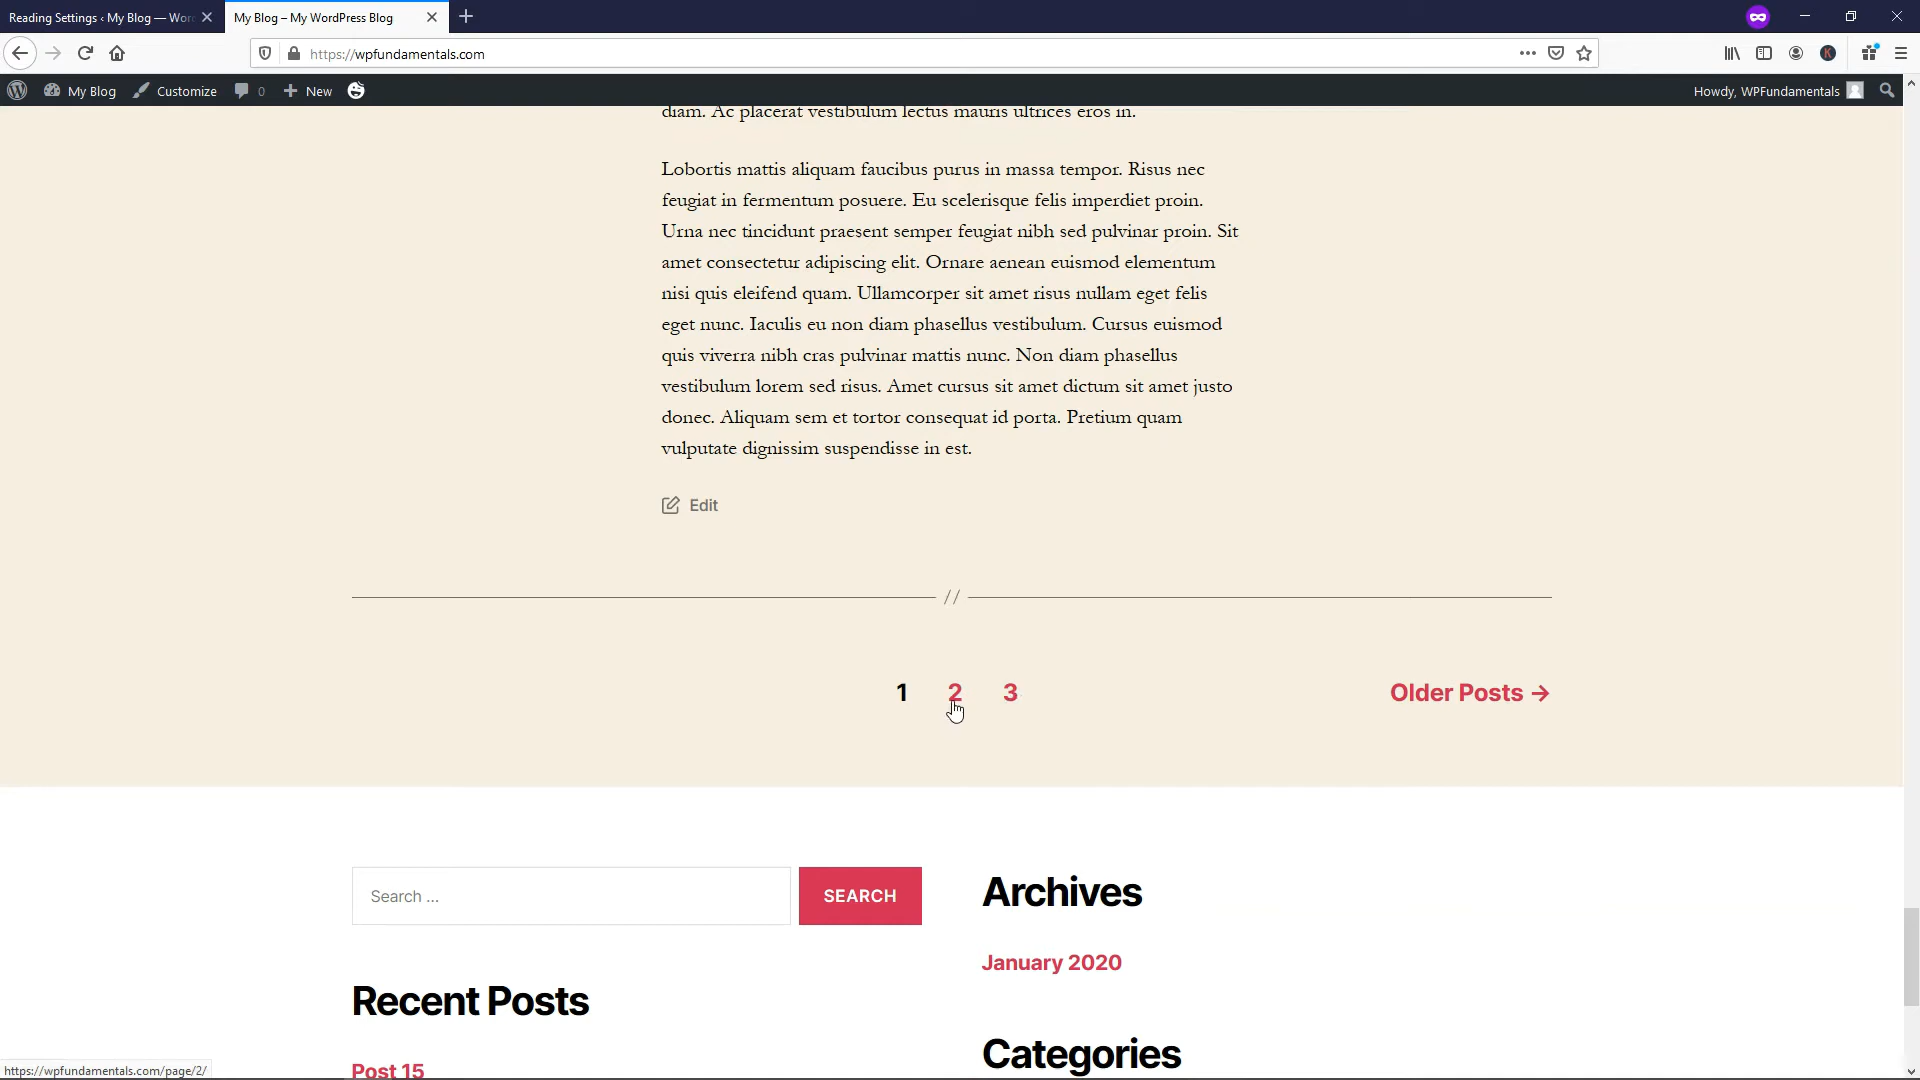 Reading Settings ‹ My Blog — Wor
My Blog – My WordPress Blog
https://wpfundamentals.com
My Blog
Customize
0
New
Howdy, WPFundamentals
diam. Ac placerat vestibulum lectus mauris ultrices eros in.
Lobortis mattis aliquam faucibus purus in massa tempor. Risus nec
feugiat in fermentum posuere. Eu scelerisque felis imperdiet proin.
Urna nec tincidunt praesent semper feugiat nibh sed pulvinar proin. Sit
amet consectetur adipiscing elit. Ornare aenean euismod elementum
nisi quis eleifend quam. Ullamcorper sit amet risus nullam eget felis
eget nunc. Iaculis eu non diam phasellus vestibulum. Cursus euismod
quis viverra nibh cras pulvinar mattis nunc. Non diam phasellus
vestibulum lorem sed risus. Amet cursus sit amet dictum sit amet justo
donec. Aliquam sem et tortor consequat id porta. Pretium quam
vulputate dignissim suspendisse in est.
Edit
//
1 2 3
Older Posts →
Search …
SEARCH
Archives
January 2020
Recent Posts
Categories
Post 15
https://wpfundamentals.com/page/2/